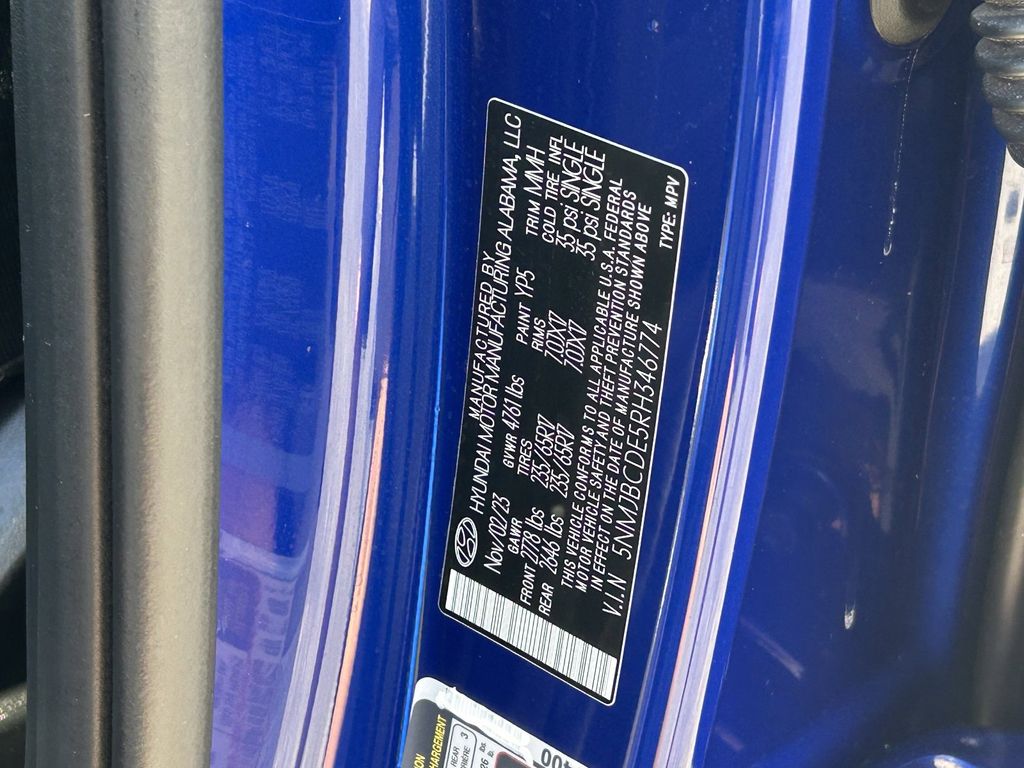 MANUFACTURED BY
HYUNDAI MOTOR MANUFACTURING ALABAMA, LLC
Nov/02/23 GVWR 4761 lbs PAINT YP5 TRIM MMH
GAWR TIRES RIMS COLD TIRE INFL
FRONT 2778 lbs 235/65R17 7.0JX17 35 psi SINGLE
REAR 2646 lbs 235/65R17 7.0JX17 35 psi SINGLE
THIS VEHICLE CONFORMS TO ALL APPLICABLE U.S.A. FEDERAL
MOTOR VEHICLE SAFETY AND THEFT PREVENTION STANDARDS
IN EFFECT ON THE DATE OF MANUFACTURE SHOWN ABOVE
V.I.N 5NMJBCDE5RH346774 TYPE: MPV
HARGEMENT
REAR 3